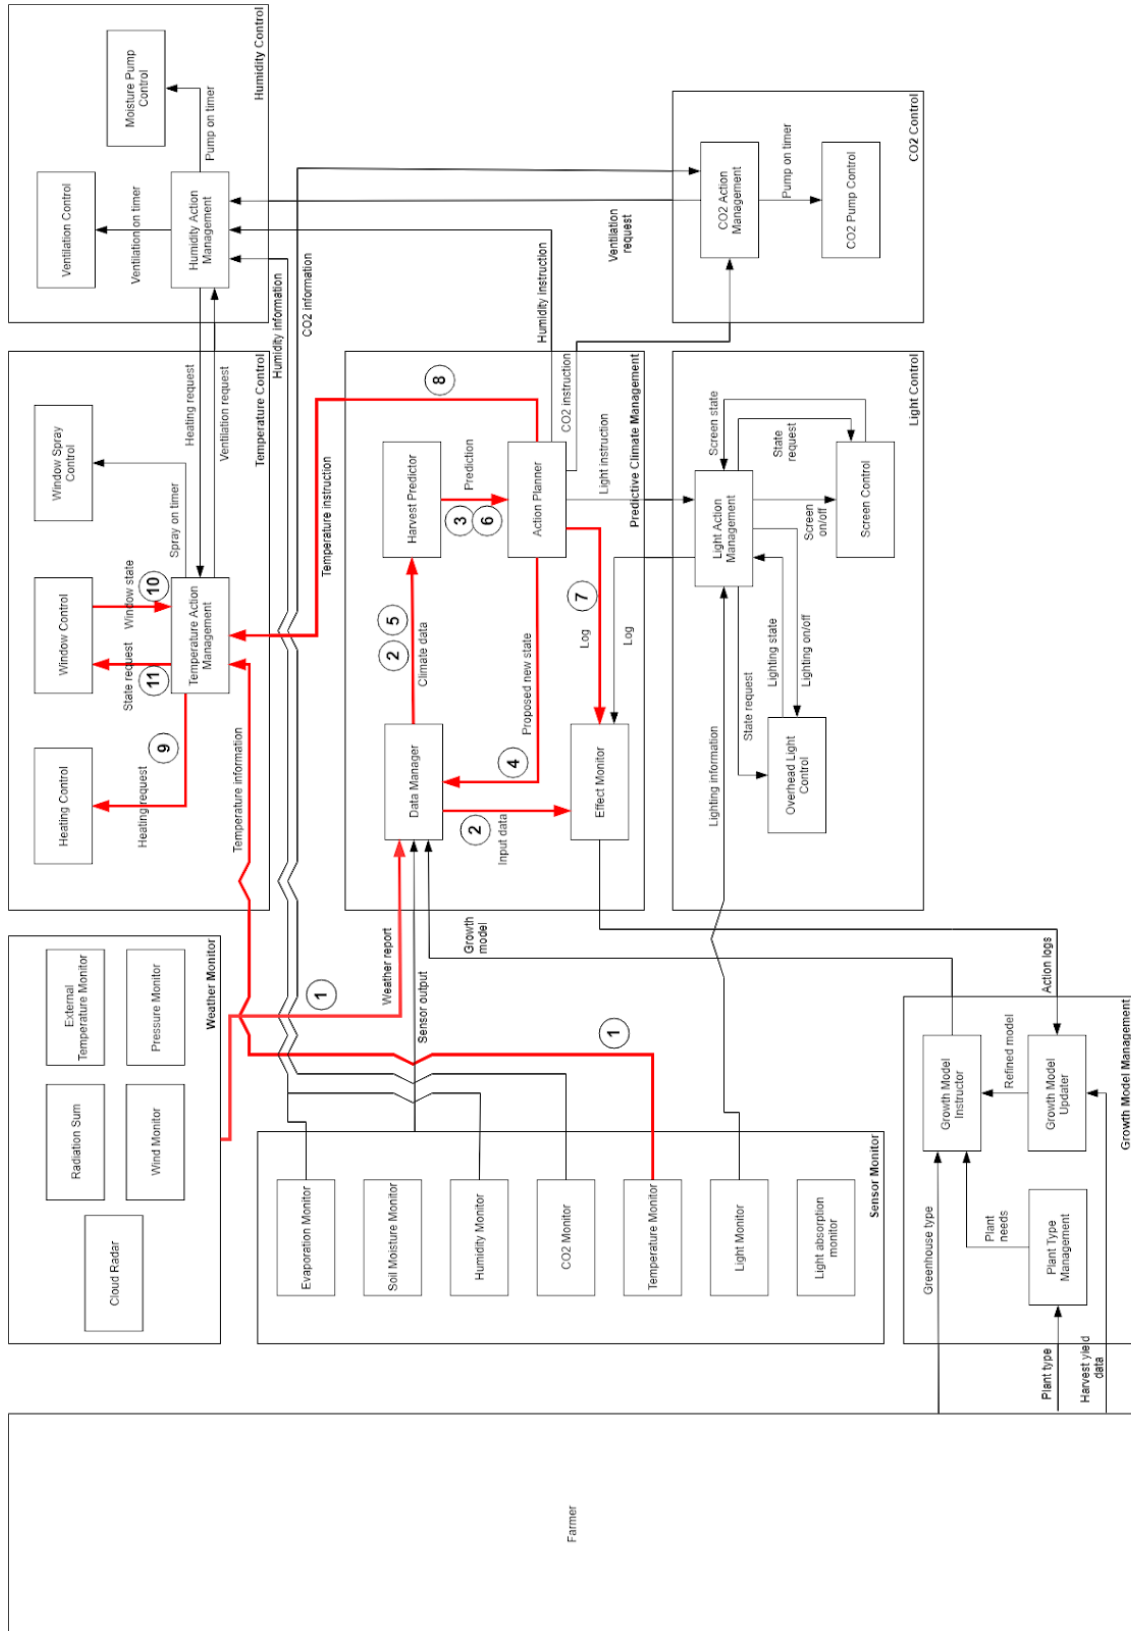 Farmer
Cloud Radar
Radiation Sum
Wind Monitor
External
Temperature Monitor
Pressure Monitor
Weather Monitor
Evaporation Monitor
Soil Moisture Monitor
Humidity Monitor
CO2 Monitor
Temperature Monitor
Light Monitor
Light absorption
monitor
Sensor Monitor
Greenhouse type
Plant type
Harvest yield
data
Plant Type
Management
Plant
needs
Growth Model
Instructor
Refined model
Growth Model
Updater
Growth Model Management
Action logs
1
1
Weather report
Sensor output
Growth
model
Temperature information
Lighting information
Heating Control
Window Control
Window Spray
Control
Heating request
9
State request
11
10
Window state
Spray on timer
Temperature Action
Management
Temperature Control
Heating request
Ventilation request
Temperature instruction
Humidity information
CO2 information
Data Manager
2
5
Climate data
Harvest Predictor
3
6
Prediction
Action Planner
8
4
Proposed new state
2
Input data
Effect Monitor
7
Log
Log
Light instruction
CO2 instruction
Humidity instruction
Predictive Climate Management
Ventilation Control
Moisture Pump
Control
Ventilation on timer
Pump on timer
Humidity Action
Management
Humidity Control
Ventilation
request
CO2 Action
Management
Pump on timer
CO2 Pump Control
CO2 Control
Light Action
Management
Screen state
State
request
Screen
on/off
Screen Control
State request
Lighting state
Lighting on/off
Overhead Light
Control
Light Control